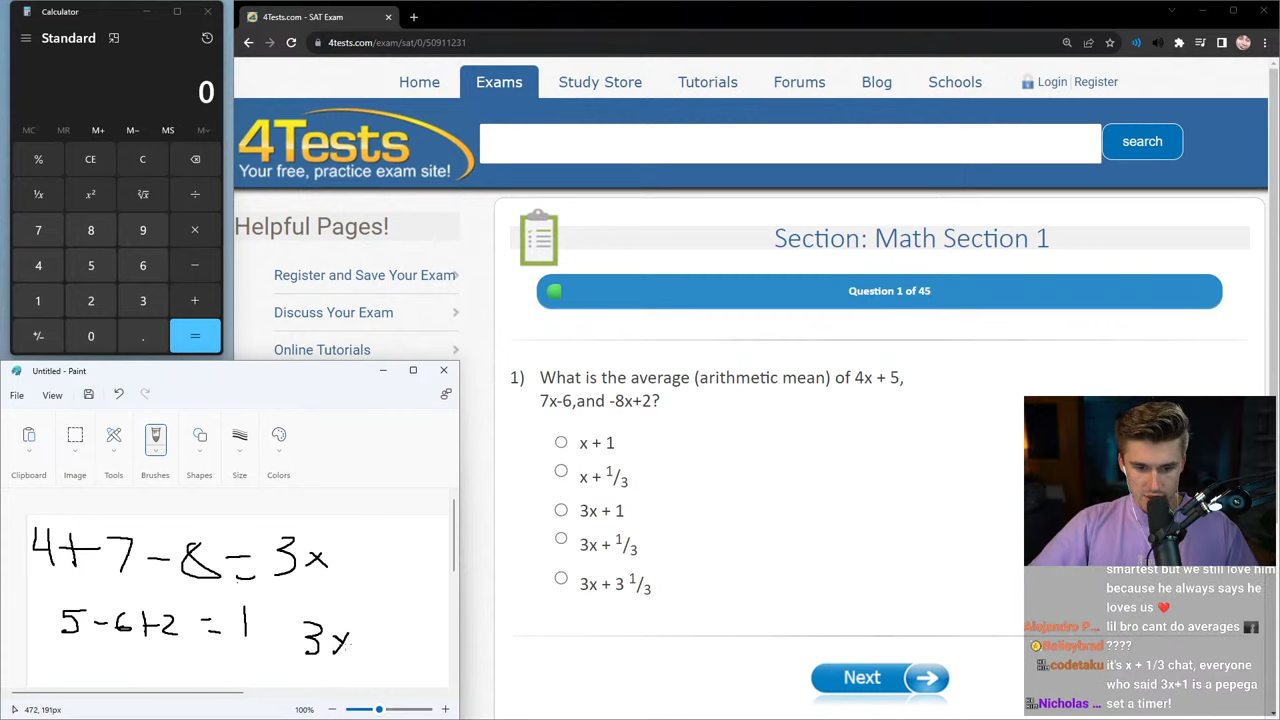 Calculator
4Tests.com - SAT Exam
4tests.com/exam/sat/0/50911231
Standard
0
MC MR M+ M− MS M˅
% CE C
⅟x x² ²√x ÷
7 8 9 ×
4 5 6 −
1 2 3 +
+/− 0 . =
Home Exams Study Store Tutorials Forums Blog Schools Login | Register
4Tests
Your free, practice exam site!
search
Helpful Pages!
Register and Save Your Exam
Discuss Your Exam
Online Tutorials
Section: Math Section 1
Question 1 of 45
1) What is the average (arithmetic mean) of 4x + 5,
7x-6,and -8x+2?
x + 1
x + 1/3
3x + 1
3x + 1/3
3x + 3 1/3
Next
Untitled - Paint
File View
Clipboard Image Tools Brushes Shapes Size Colors
4+7-8=3x
5-6+2=1 3x
472, 191px 100%
smartest but we still love him
because he always says he
loves us ❤
Alejandro P...
lil bro cant do averages
Baileybrad
????
codetaku it's x + 1/3 chat, everyone
who said 3x+1 is a pepega
Nicholas ...
set a timer!